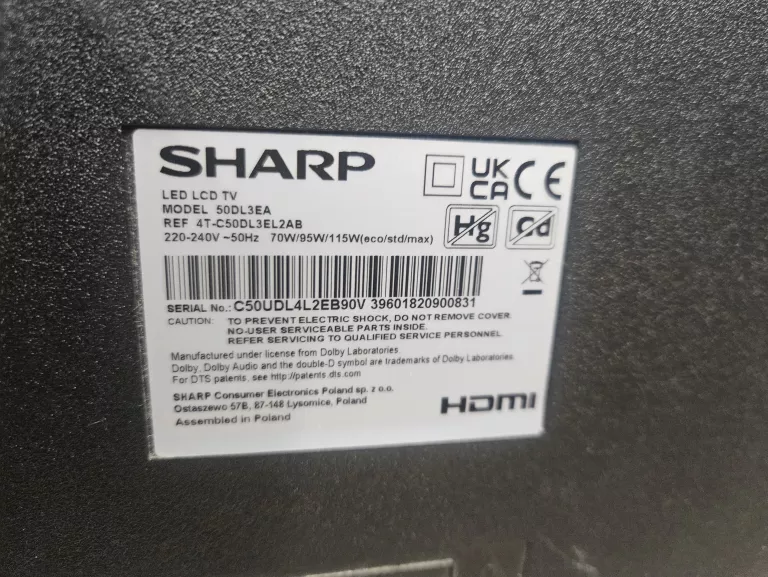 SHARP
UK
CA
CE
LED LCD TV
MODEL 50DL3EA
REF 4T-C50DL3EL2AB
220-240V ~50Hz 70W/95W/115W(eco/std/max)
Hg
Cd
SERIAL No.: C50UDL4L2EB90V 39601820900831
CAUTION: TO PREVENT ELECTRIC SHOCK, DO NOT REMOVE COVER.
NO-USER SERVICEABLE PARTS INSIDE.
REFER SERVICING TO QUALIFIED SERVICE PERSONNEL.
Manufactured under license from Dolby Laboratories.
Dolby, Dolby Audio and the double-D symbol are trademarks of Dolby Laboratories.
For DTS patents, see http://patents.dts.com
SHARP Consumer Electronics Poland sp. z o.o.
Ostaszewo 57B, 87-148 Łysomice, Poland
Assembled in Poland
HDMI